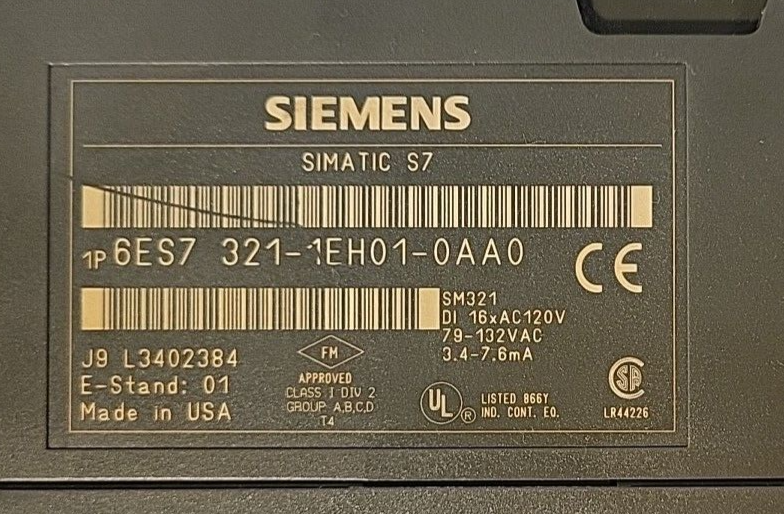 SIEMENS
SIMATIC S7
1P 6ES7 321-1EH01-0AA0
CE
SM321
DI 16xAC120V
79-132VAC
3.4-7.6mA
J9 L3402384
E-Stand: 01
Made in USA
FM
APPROVED
CLASS I DIV 2
GROUP A,B,C,D
T4
UL ®
LISTED 866Y
IND. CONT. EQ.
SA
LR44226